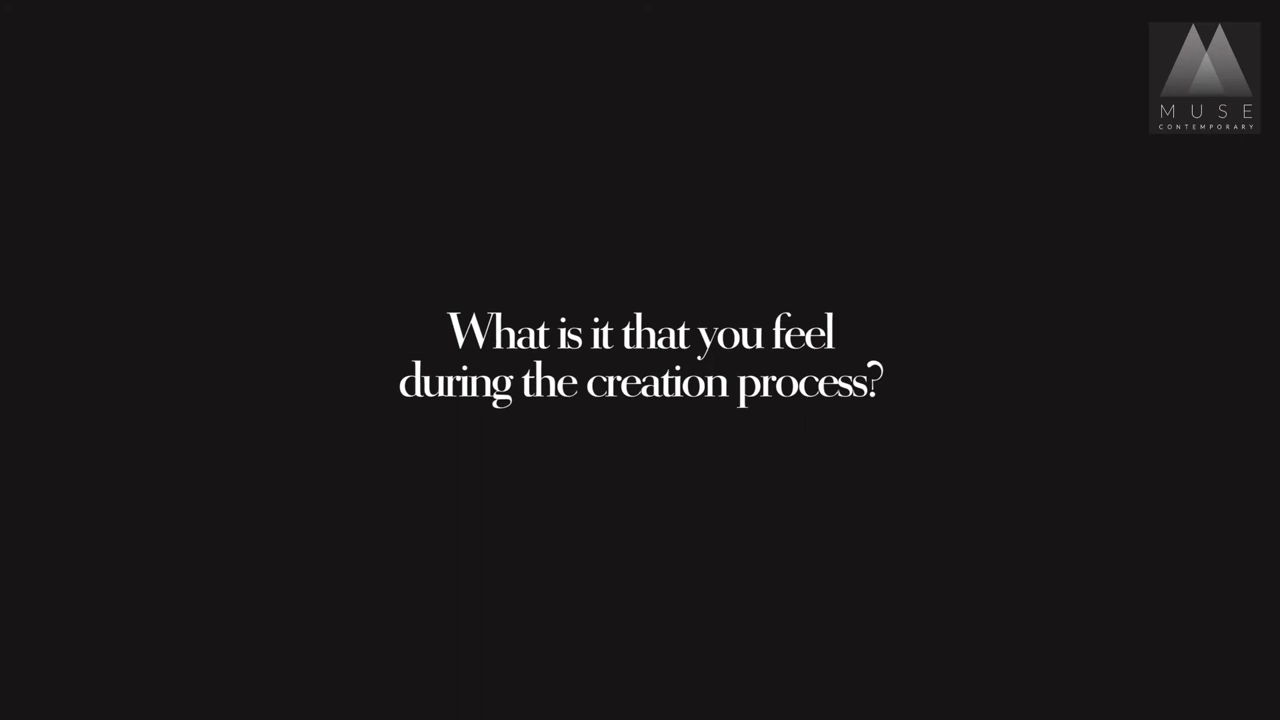 MUSE
CONTEMPORARY
What is it that you feel
during the creation process?